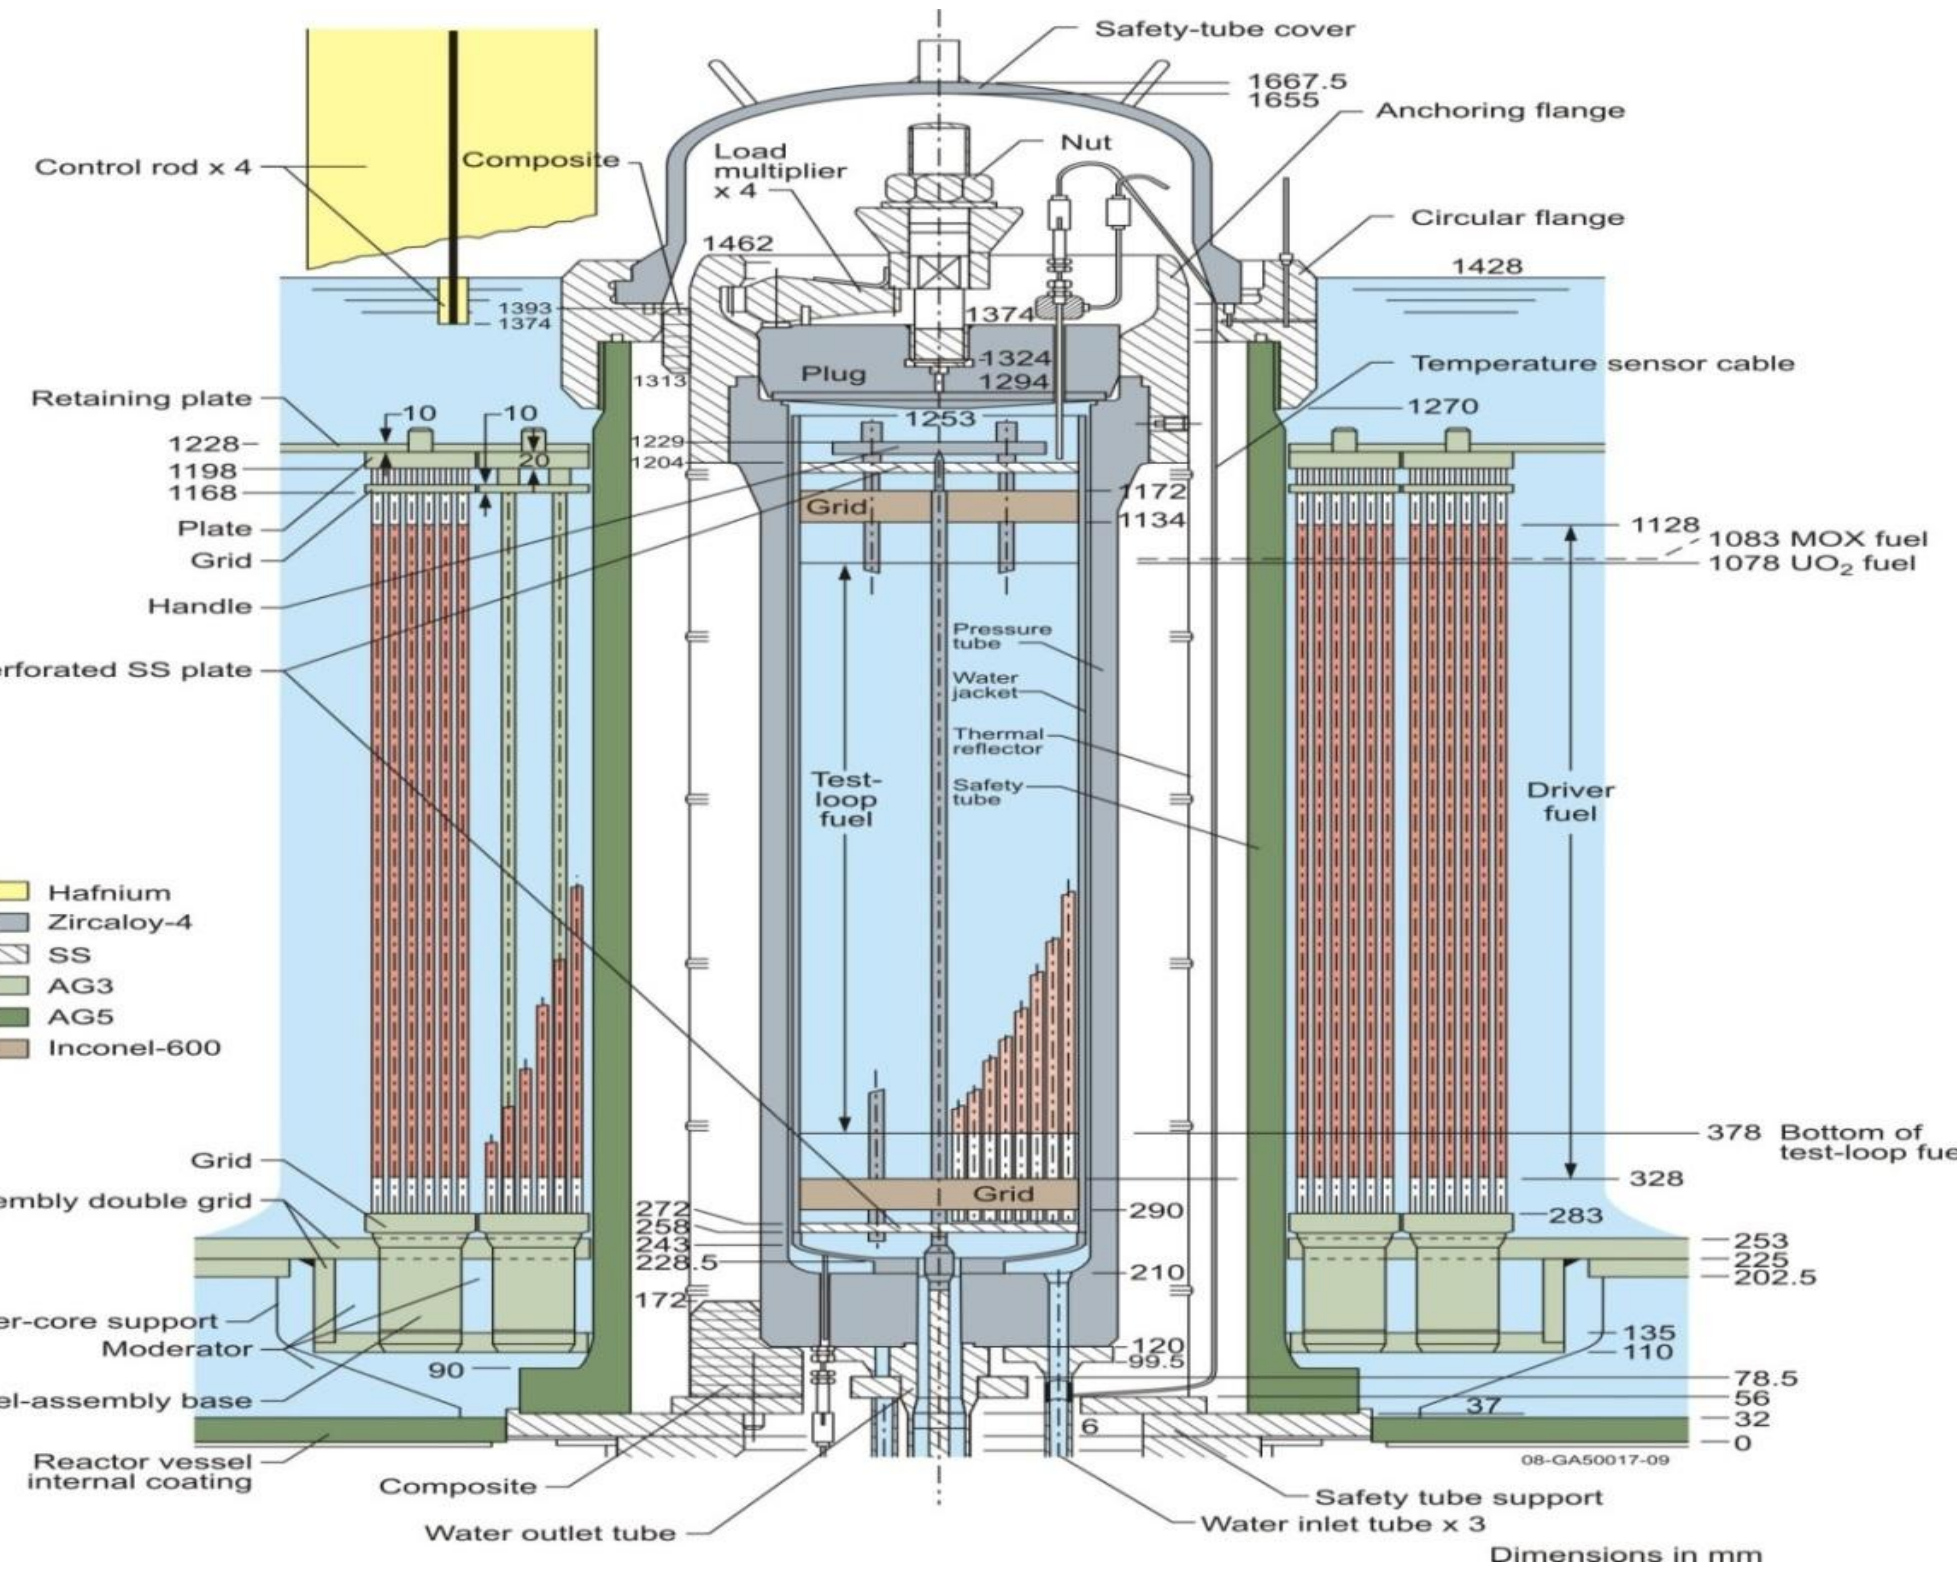 Safety-tube cover
1667.5
1655
Anchoring flange
Nut
Load
multiplier
x 4
Composite
Control rod x 4
Circular flange
1462
1428
1393
1374
1374
Temperature sensor cable
1324
Plug
1294
1313
Retaining plate
10
10
1270
1253
1228
1229
20
1204
1198
1168
1172
Grid
1134
Plate
1128
Grid
1083 MOX fuel
1078 UO2 fuel
Handle
Pressure
tube
erforated SS plate
Water
jacket
Thermal
reflector
Test-
loop
fuel
Safety
tube
Driver
fuel
Hafnium
Zircaloy-4
SS
AG3
AG5
Inconel-600
378 Bottom of
test-loop fue
Grid
328
embly double grid
Grid
272
290
283
258
243
253
228.5
225
210
202.5
172
er-core support
135
Moderator
120
110
99.5
90
78.5
el-assembly base
56
37
32
6
0
Reactor vessel
internal coating
08-GA50017-09
Composite
Safety tube support
Water outlet tube
Water inlet tube x 3
Dimensions in mm